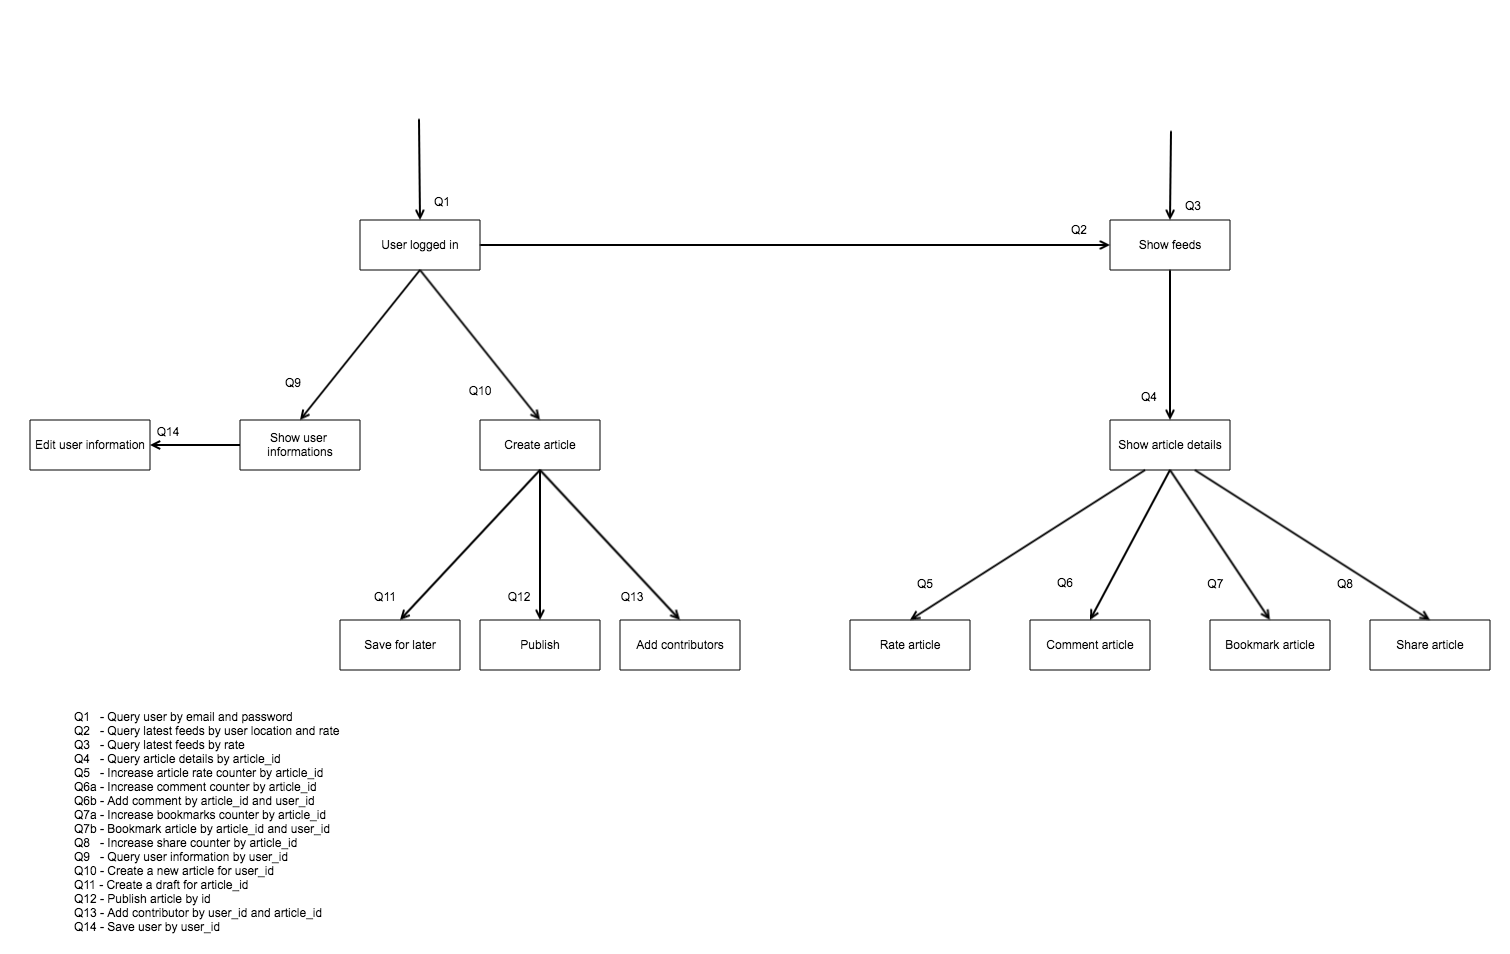 Q1
Q3
User logged in
Q2
Show feeds
Q9
Q10
Q4
Edit user information
Q14
Show user
informations
Create article
Show article details
Q11
Q12
Q13
Q5
Q6
Q7
Q8
Save for later
Publish
Add contributors
Rate article
Comment article
Bookmark article
Share article
Q1 - Query user by email and password
Q2 - Query latest feeds by user location and rate
Q3 - Query latest feeds by rate
Q4 - Query article details by article_id
Q5 - Increase article rate counter by article_id
Q6a - Increase comment counter by article_id
Q6b - Add comment by article_id and user_id
Q7a - Increase bookmarks counter by article_id
Q7b - Bookmark article by article_id and user_id
Q8 - Increase share counter by article_id
Q9 - Query user information by user_id
Q10 - Create a new article for user_id
Q11 - Create a draft for article_id
Q12 - Publish article by id
Q13 - Add contributor by user_id and article_id
Q14 - Save user by user_id